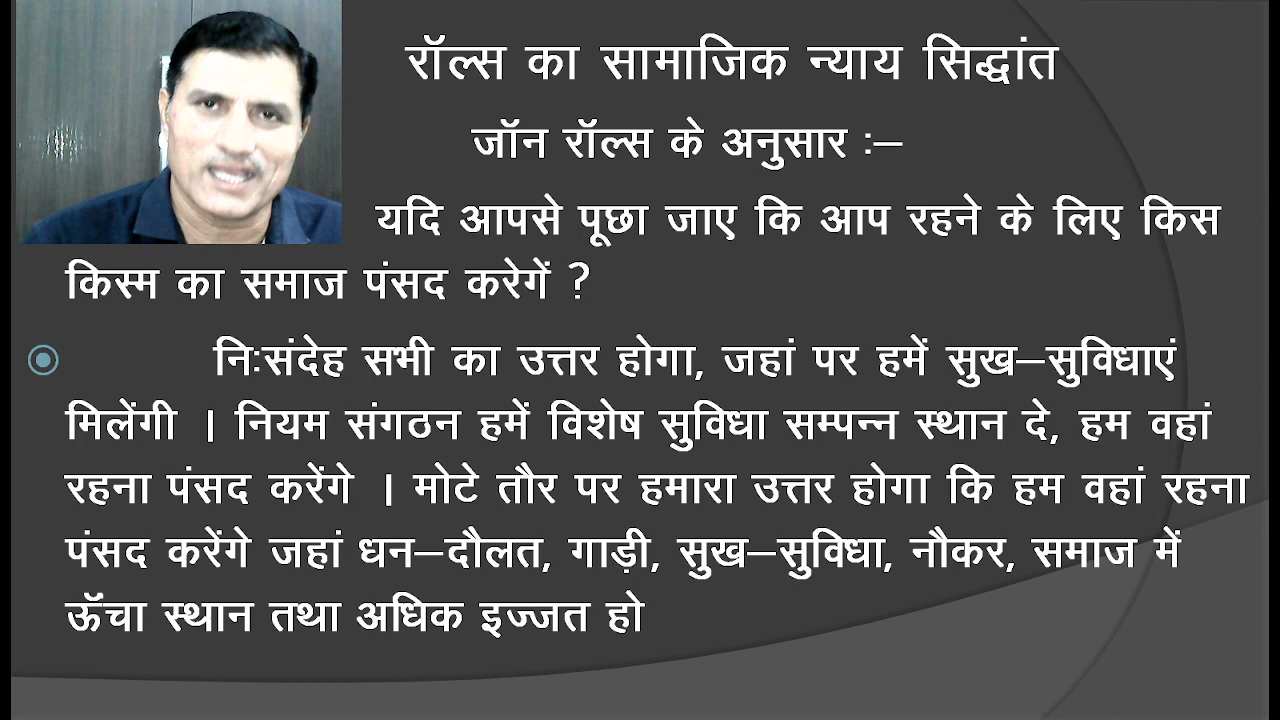 रॉल्स का सामाजिक न्याय सिद्धांत
जॉन रॉल्स के अनुसार :–
यदि आपसे पूछा जाए कि आप रहने के लिए किस
किस्म का समाज पंसद करेगें ?
निःसंदेह सभी का उत्तर होगा, जहां पर हमें सुख–सुविधाएं
मिलेंगी । नियम संगठन हमें विशेष सुविधा सम्पन्न स्थान दे, हम वहां
रहना पंसद करेंगे । मोटे तौर पर हमारा उत्तर होगा कि हम वहां रहना
पंसद करेंगे जहां धन–दौलत, गाड़ी, सुख–सुविधा, नौकर, समाज में
ऊँचा स्थान तथा अधिक इज्जत हो